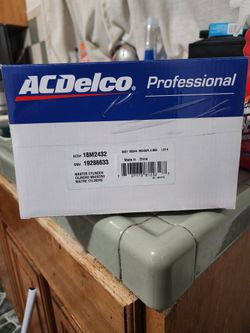 ACDelco Professional
ACDelco 18M2432
GM# 19288633
MASTER CYLINDER
CILINDRO MAESTRO
MAITRE CYLINDRE
Made in China